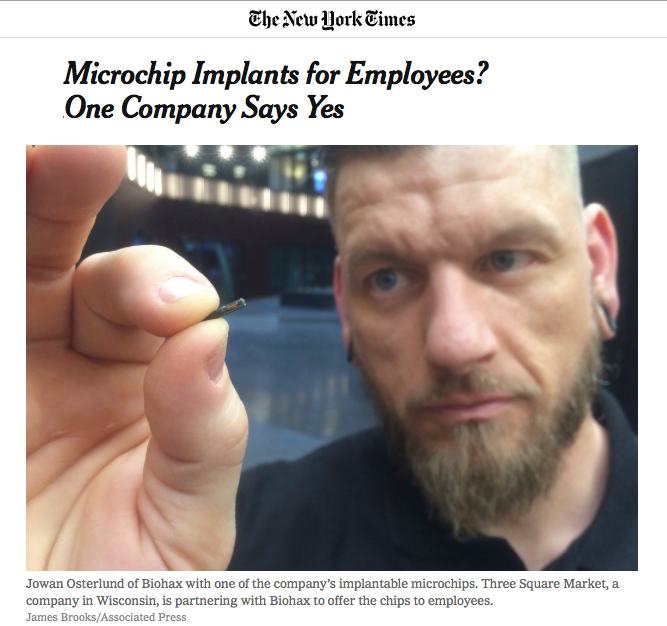 The New York Times
Microchip Implants for Employees?
One Company Says Yes
Jowan Osterlund of Biohax with one of the company’s implantable microchips. Three Square Market, a
company in Wisconsin, is partnering with Biohax to offer the chips to employees.
James Brooks/Associated Press